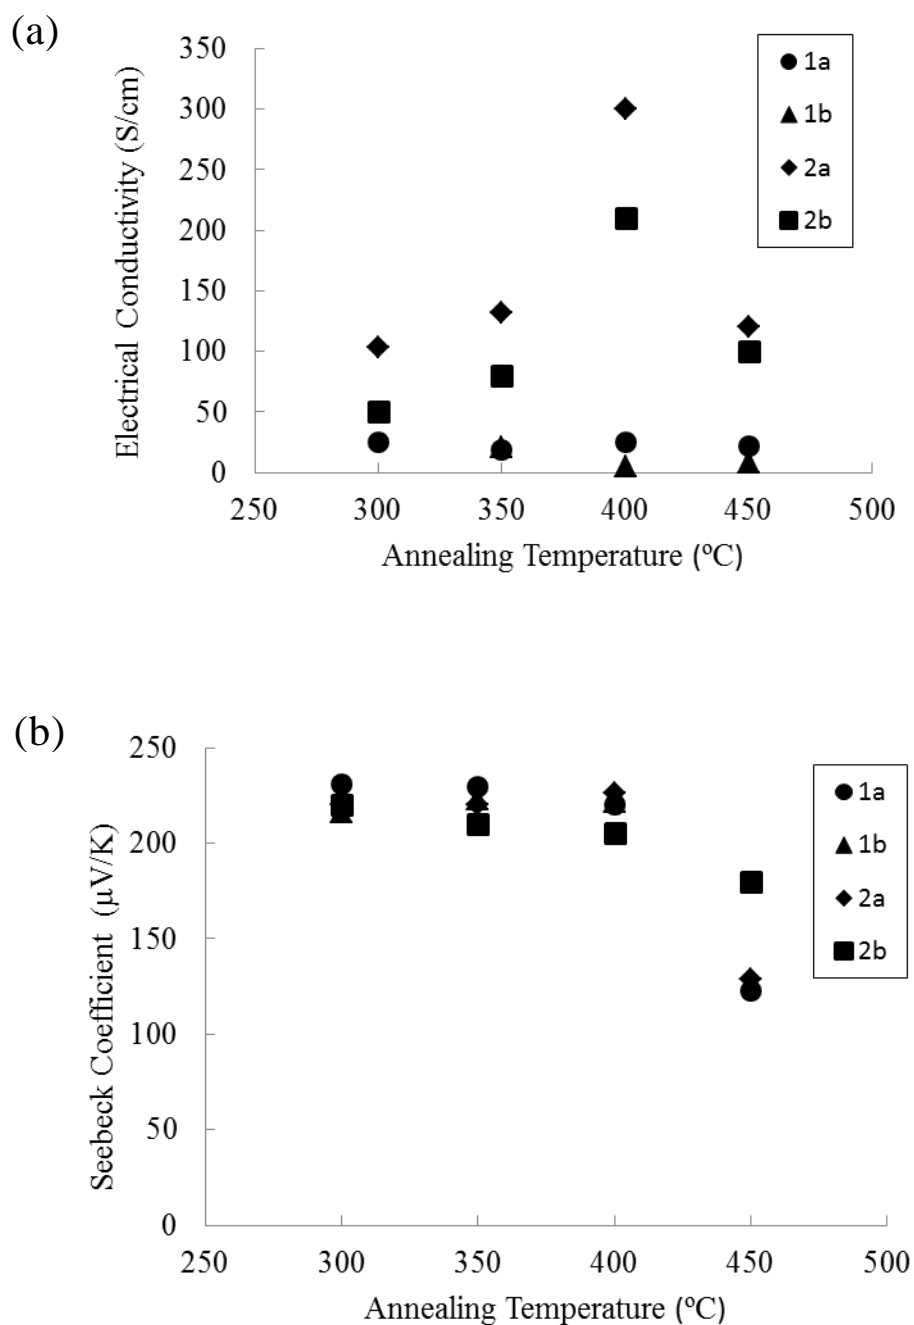 (a)
350
300
250
200
150
100
50
0
Electrical Conductivity (S/cm)
250 300 350 400 450 500
Annealing Temperature (ºC)
1a
1b
2a
2b
(b)
250
200
150
100
50
0
Seebeck Coefficient (µV/K)
250 300 350 400 450 500
Annealing Temperature (ºC)
1a
1b
2a
2b